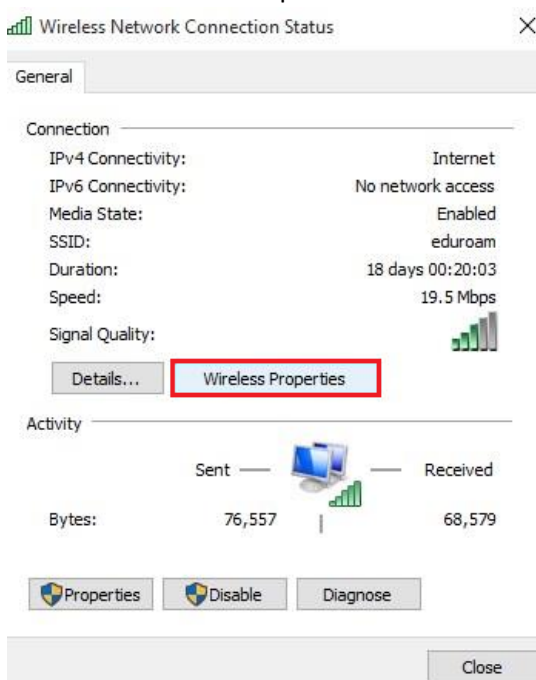 Wireless Network Connection Status
General
Connection
IPv4 Connectivity: Internet
IPv6 Connectivity: No network access
Media State: Enabled
SSID: eduroam
Duration: 18 days 00:20:03
Speed: 19.5 Mbps
Signal Quality:
Details... Wireless Properties
Activity
Sent Received
Bytes: 76,557 68,579
Properties Disable Diagnose
Close